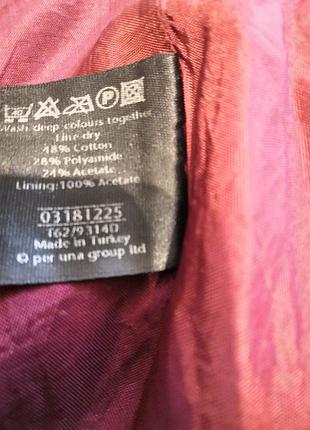 Wash deep colours together
Line dry
48% Cotton
28% Polyamide
24% Acetate
Lining:100% Acetate
03181225
T62/9314D
Made in Turkey
© per una group ltd